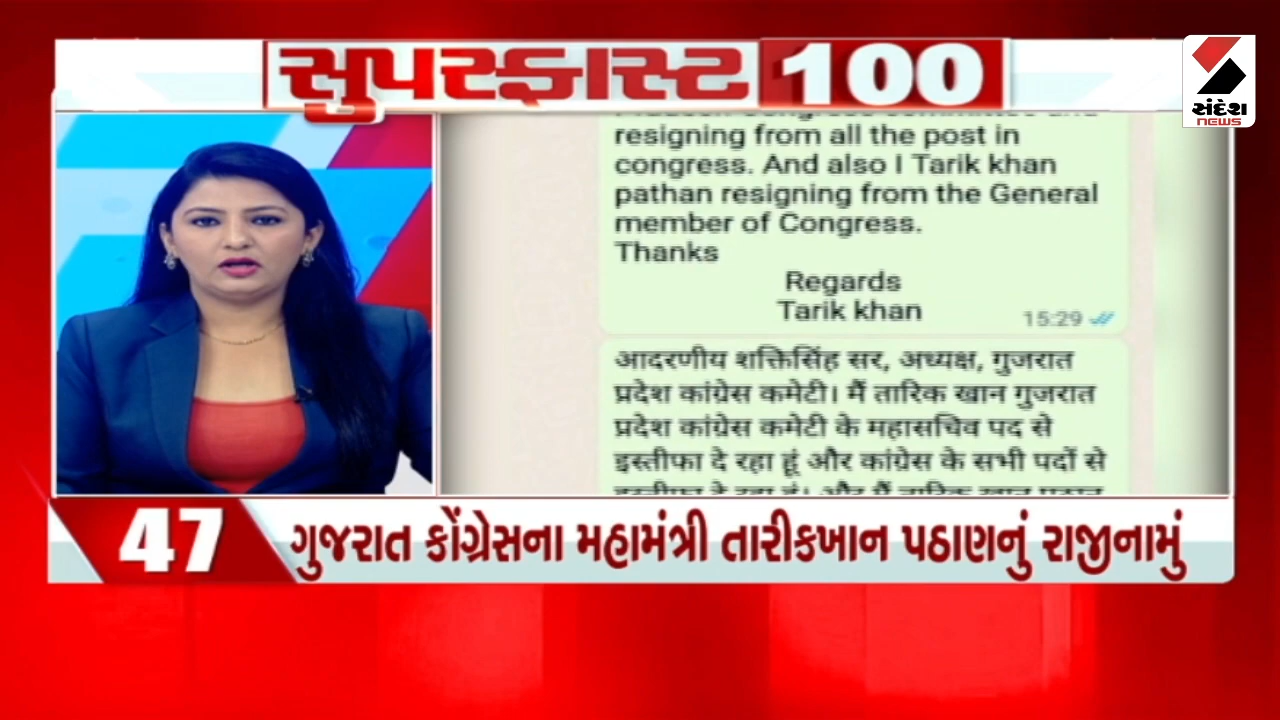 સુપરફાસ્ટ 100
સંદેશ
NEWS
resigning from all the post in
congress. And also I Tarik khan
pathan resigning from the General
member of Congress.
Thanks
Regards
Tarik khan
15:29
आदरणीय शक्तिसिंह सर, अध्यक्ष, गुजरात
प्रदेश कांग्रेस कमेटी। मैं तारिक खान गुजरात
प्रदेश कांग्रेस कमेटी के महासचिव पद से
इस्तीफा दे रहा हूं और कांग्रेस के सभी पदों से
47 ગુજરાત કોંગ્રેસના મહામંત્રી તારીકખાન પઠાણનું રાજીનામું